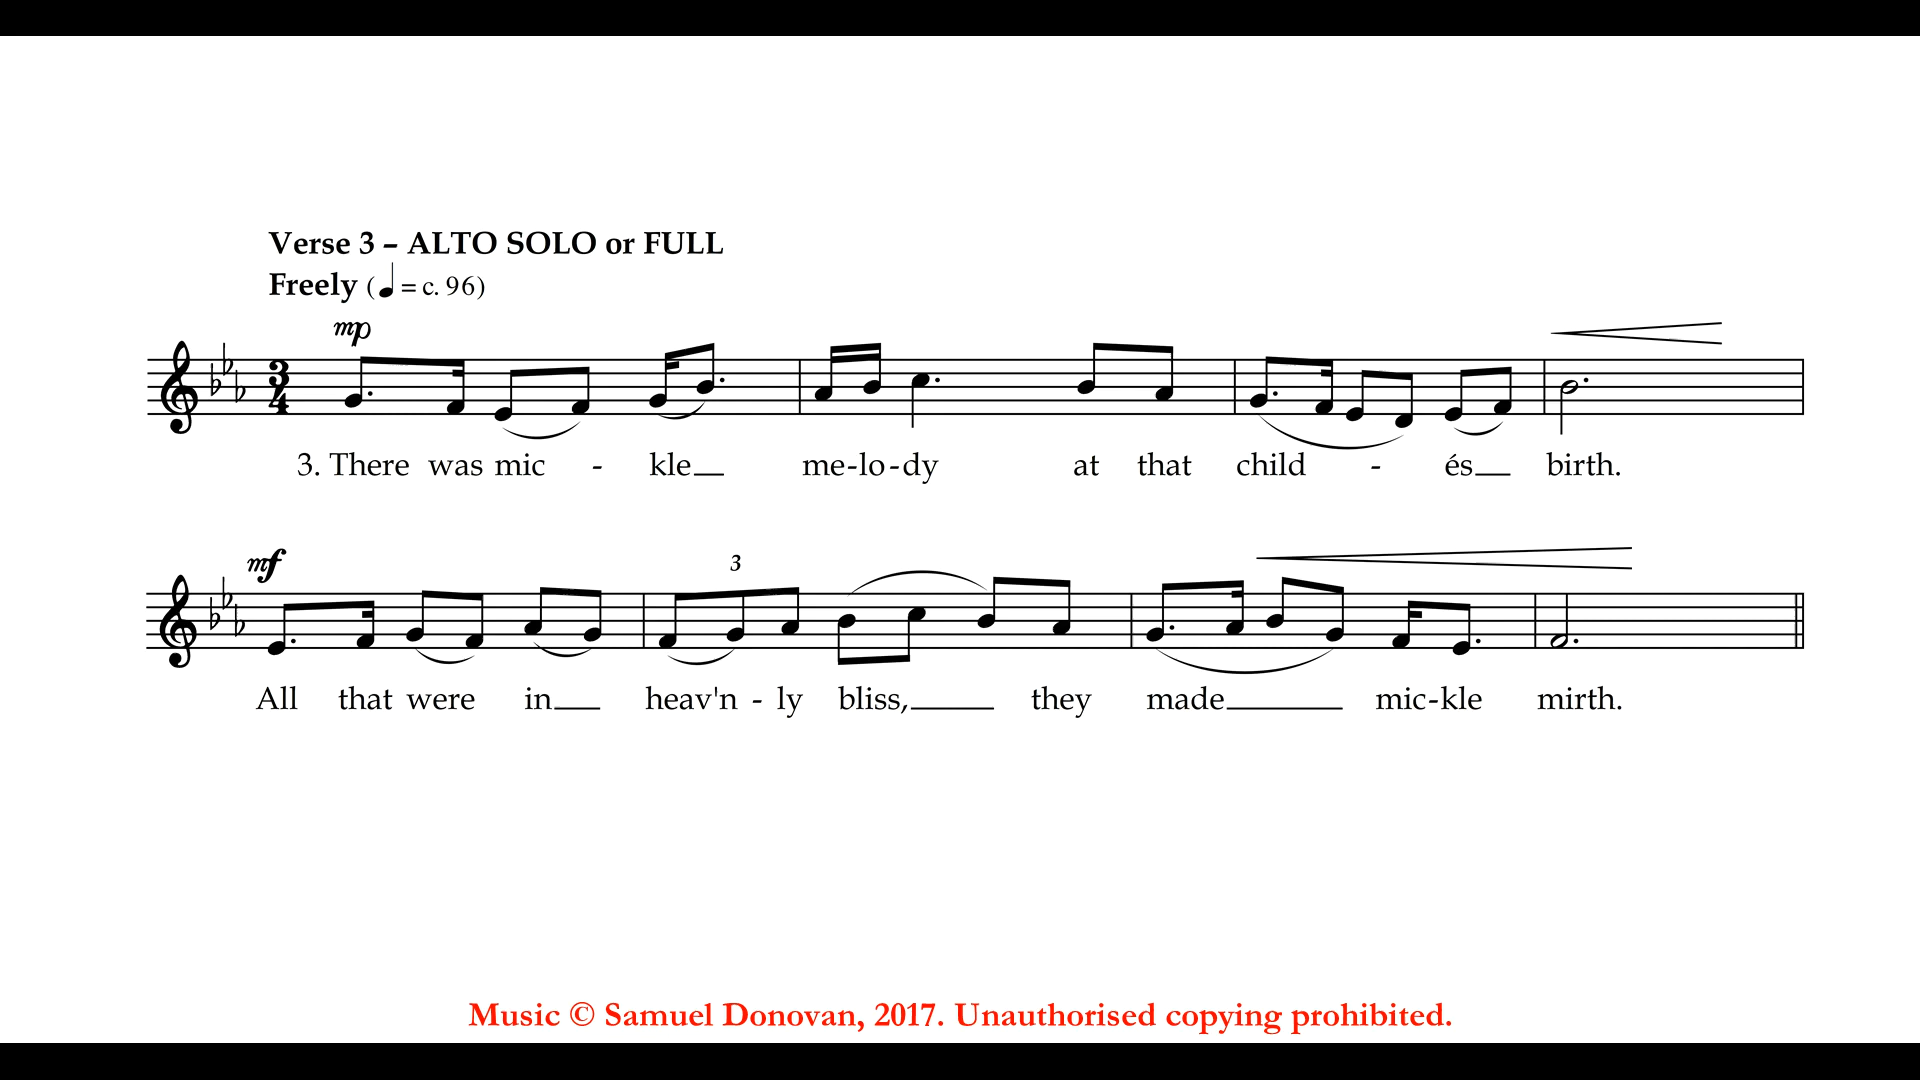 Verse 3 – ALTO SOLO or FULL
Freely (♩ = c. 96)
mp
3
4
3. There was mic - kle me-lo-dy at that child - és birth.
mf
3
All that were in heav'n - ly bliss, they made mic-kle mirth.
Music © Samuel Donovan, 2017. Unauthorised copying prohibited.